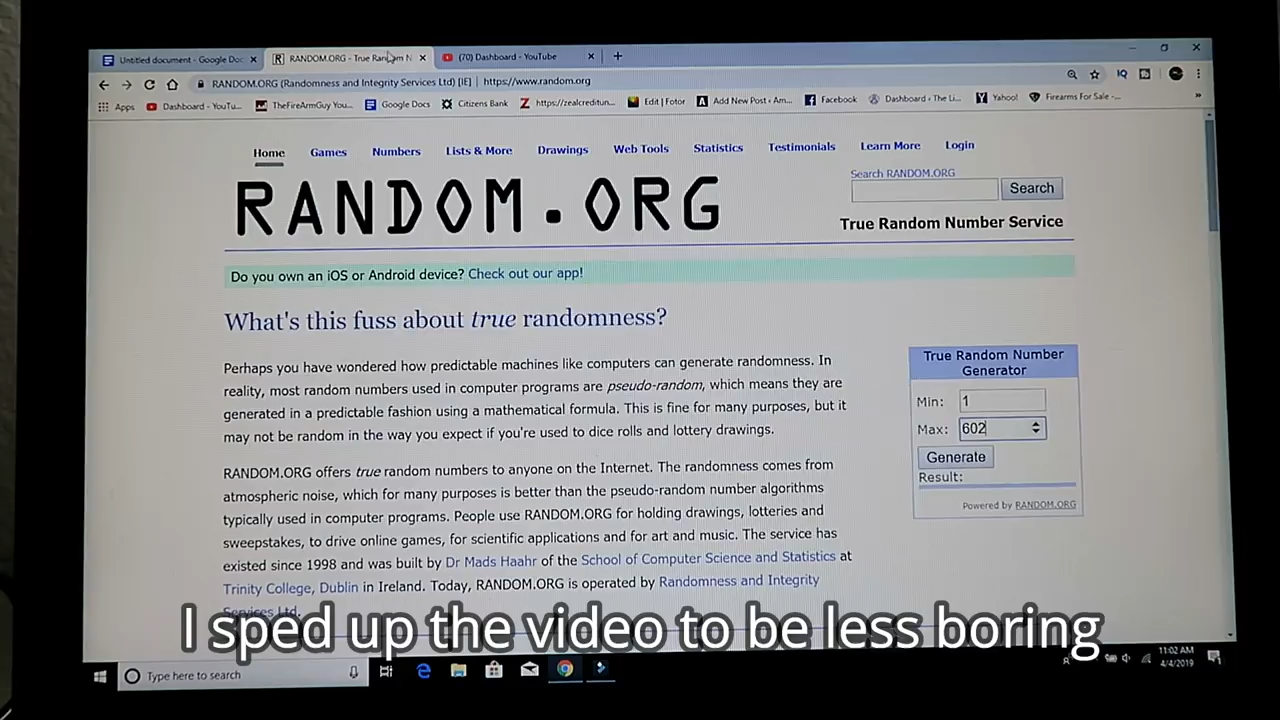 Untitled document - Google Doc
RANDOM.ORG - True Random N
(70) Dashboard - YouTube
RANDOM.ORG (Randomness and Integrity Services Ltd) [IE] | https://www.random.org
Apps
Dashboard - YouTu...
TheFireArmGuy You...
Google Docs
Citizens Bank
https://zealcreditun...
Edit | Fotor
Add New Post ‹ Am...
Facebook
Dashboard ‹ The Li...
Yahoo!
Firearms For Sale -...
Home Games Numbers Lists & More Drawings Web Tools Statistics Testimonials Learn More Login
RANDOM.ORG
Search RANDOM.ORG
Search
True Random Number Service
Do you own an iOS or Android device? Check out our app!
What's this fuss about true randomness?
Perhaps you have wondered how predictable machines like computers can generate randomness. In
reality, most random numbers used in computer programs are pseudo-random, which means they are
generated in a predictable fashion using a mathematical formula. This is fine for many purposes, but it
may not be random in the way you expect if you're used to dice rolls and lottery drawings.
RANDOM.ORG offers true random numbers to anyone on the Internet. The randomness comes from
atmospheric noise, which for many purposes is better than the pseudo-random number algorithms
typically used in computer programs. People use RANDOM.ORG for holding drawings, lotteries and
sweepstakes, to drive online games, for scientific applications and for art and music. The service has
existed since 1998 and was built by Dr Mads Haahr of the School of Computer Science and Statistics at
Trinity College, Dublin in Ireland. Today, RANDOM.ORG is operated by Randomness and Integrity
Services Ltd.
True Random Number
Generator
Min: 1
Max: 602
Generate
Result:
Powered by RANDOM.ORG
I sped up the video to be less boring
Type here to search
11:02 AM
4/4/2019